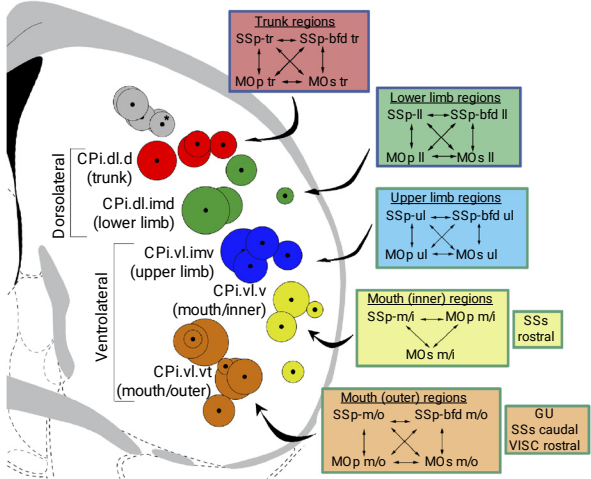 Trunk regions
SSp-tr SSp-bfd tr
MOp tr MOs tr
*
Lower limb regions
SSp-ll SSp-bfd ll
MOp ll MOs ll
Dorsolateral
CPi.dl.d
(trunk)
CPi.dl.imd
(lower limb)
Upper limb regions
SSp-ul SSp-bfd ul
MOp ul MOs ul
Ventrolateral
CPi.vl.imv
(upper limb)
CPi.vl.v
(mouth/inner)
Mouth (inner) regions
SSp-m/i MOp m/i
MOs m/i
SSs
rostral
CPi.vl.vt
(mouth/outer)
Mouth (outer) regions
SSp-m/o SSp-bfd m/o
MOp m/o MOs m/o
GU
SSs caudal
VISC rostral